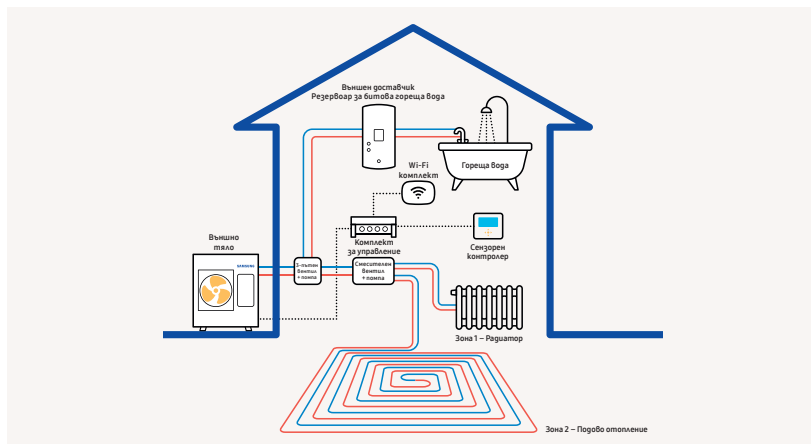 Външен доставчик
Резервоар за битова гореща вода
Гореща вода
Wi-Fi
комплект
Комплект
за управление
Сензорен
контролер
Външно
тяло
SAMSUNG
3-пътен
вентил
+ помпа
Смесителен
вентил
+ помпа
Зона 1 – Радиатор
Зона 2 – Подово отопление